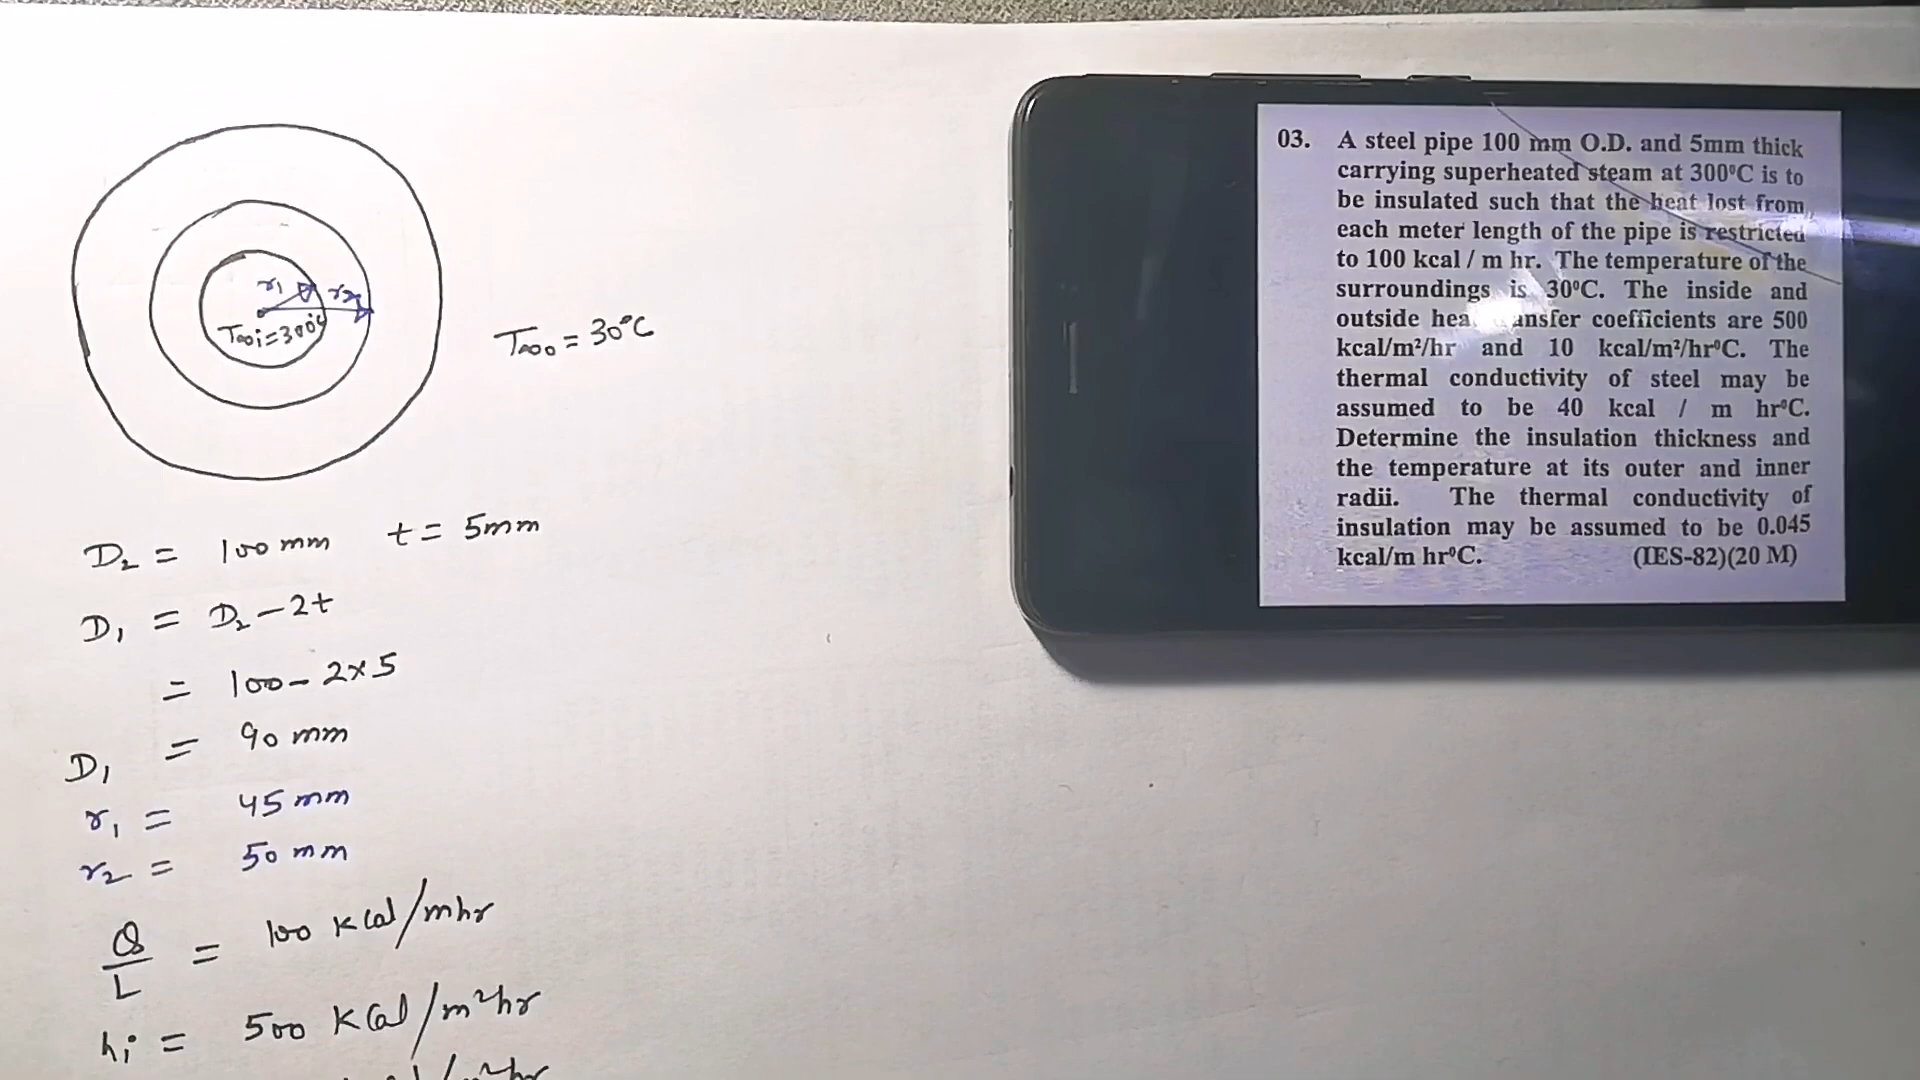 r1
r2
T∞i=300°C
T∞o = 30°C
D2 = 100 mm t = 5mm
D1 = D2 - 2t
= 100 - 2×5
D1 = 90 mm
r1 = 45 mm
r2 = 50 mm
Q/L = 100 Kcal/mhr
hi = 500 Kcal/m²hr
03. A steel pipe 100 mm O.D. and 5mm thick
carrying superheated steam at 300°C is to
be insulated such that the heat lost from
each meter length of the pipe is restricted
to 100 kcal / m hr. The temperature of the
surroundings is 30°C. The inside and
outside coefficients are 500
kcal/m²/hr and 10 kcal/m²/hr°C. The
thermal conductivity of steel may be
assumed to be 40 kcal / m hr°C.
Determine the insulation thickness and
the temperature at its outer and inner
radii. The thermal conductivity of
insulation may be assumed to be 0.045
kcal/m hr°C. (IES-82)(20 M)